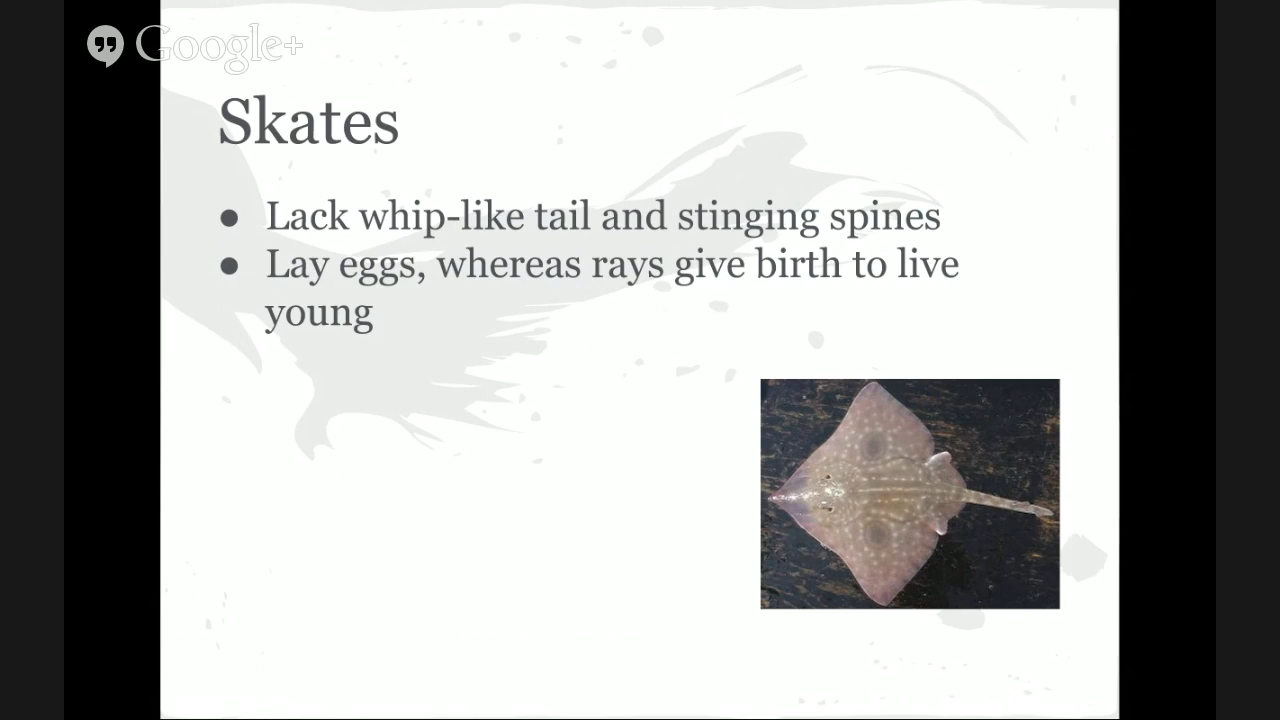 Google+
Skates
● Lack whip-like tail and stinging spines
● Lay eggs, whereas rays give birth to live
young